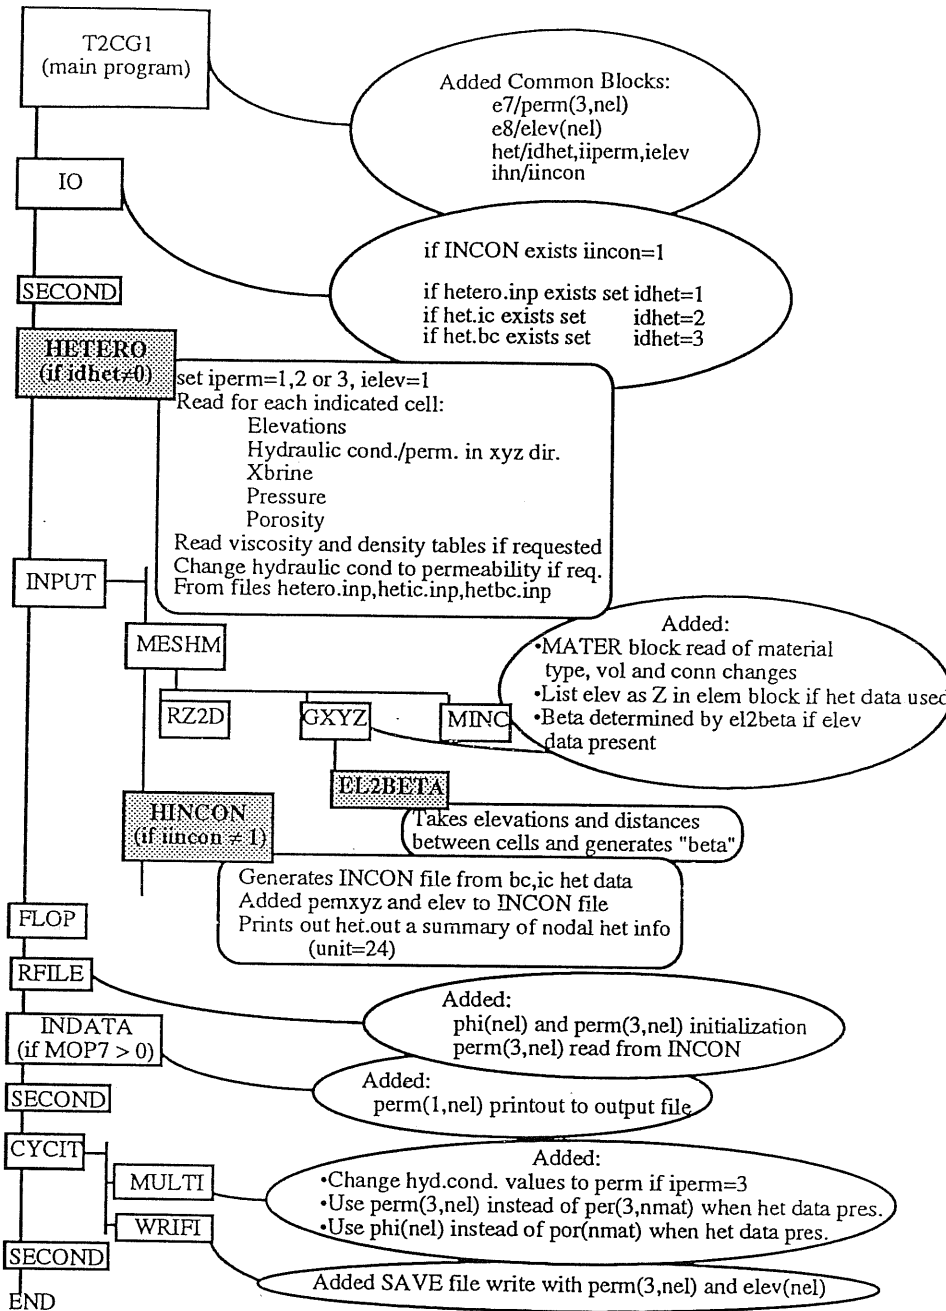 T2CG1
(main program)
Added Common Blocks:
e7/perm(3,nel)
e8/elev(nel)
het/idhet,iiperm,ielev
ihn/iincon
IO
if INCON exists iincon=1
if hetero.inp exists set idhet=1
if het.ic exists set idhet=2
if het.bc exists set idhet=3
SECOND
HETERO
(if idhet≠0)
set iperm=1,2 or 3, ielev=1
Read for each indicated cell:
Elevations
Hydraulic cond./perm. in xyz dir.
Xbrine
Pressure
Porosity
Read viscosity and density tables if requested
Change hydraulic cond to permeability if req.
From files hetero.inp,hetic.inp,hetbc.inp
INPUT
MESHM
Added:
•MATER block read of material
type, vol and conn changes
•List elev as Z in elem block if het data used
•Beta determined by el2beta if elev
data present
RZ2D
GXYZ
MINC
EL2BETA
Takes elevations and distances
between cells and generates "beta"
HINCON
(if iincon ≠ 1)
Generates INCON file from bc,ic het data
Added pemxyz and elev to INCON file
Prints out het.out a summary of nodal het info
(unit=24)
FLOP
RFILE
Added:
phi(nel) and perm(3,nel) initialization
perm(3,nel) read from INCON
INDATA
(if MOP7 > 0)
Added:
perm(1,nel) printout to output file
SECOND
CYCIT
Added:
•Change hyd.cond. values to perm if iperm=3
•Use perm(3,nel) instead of per(3,nmat) when het data pres.
•Use phi(nel) instead of por(nmat) when het data pres.
MULTI
WRIFI
SECOND
Added SAVE file write with perm(3,nel) and elev(nel)
END